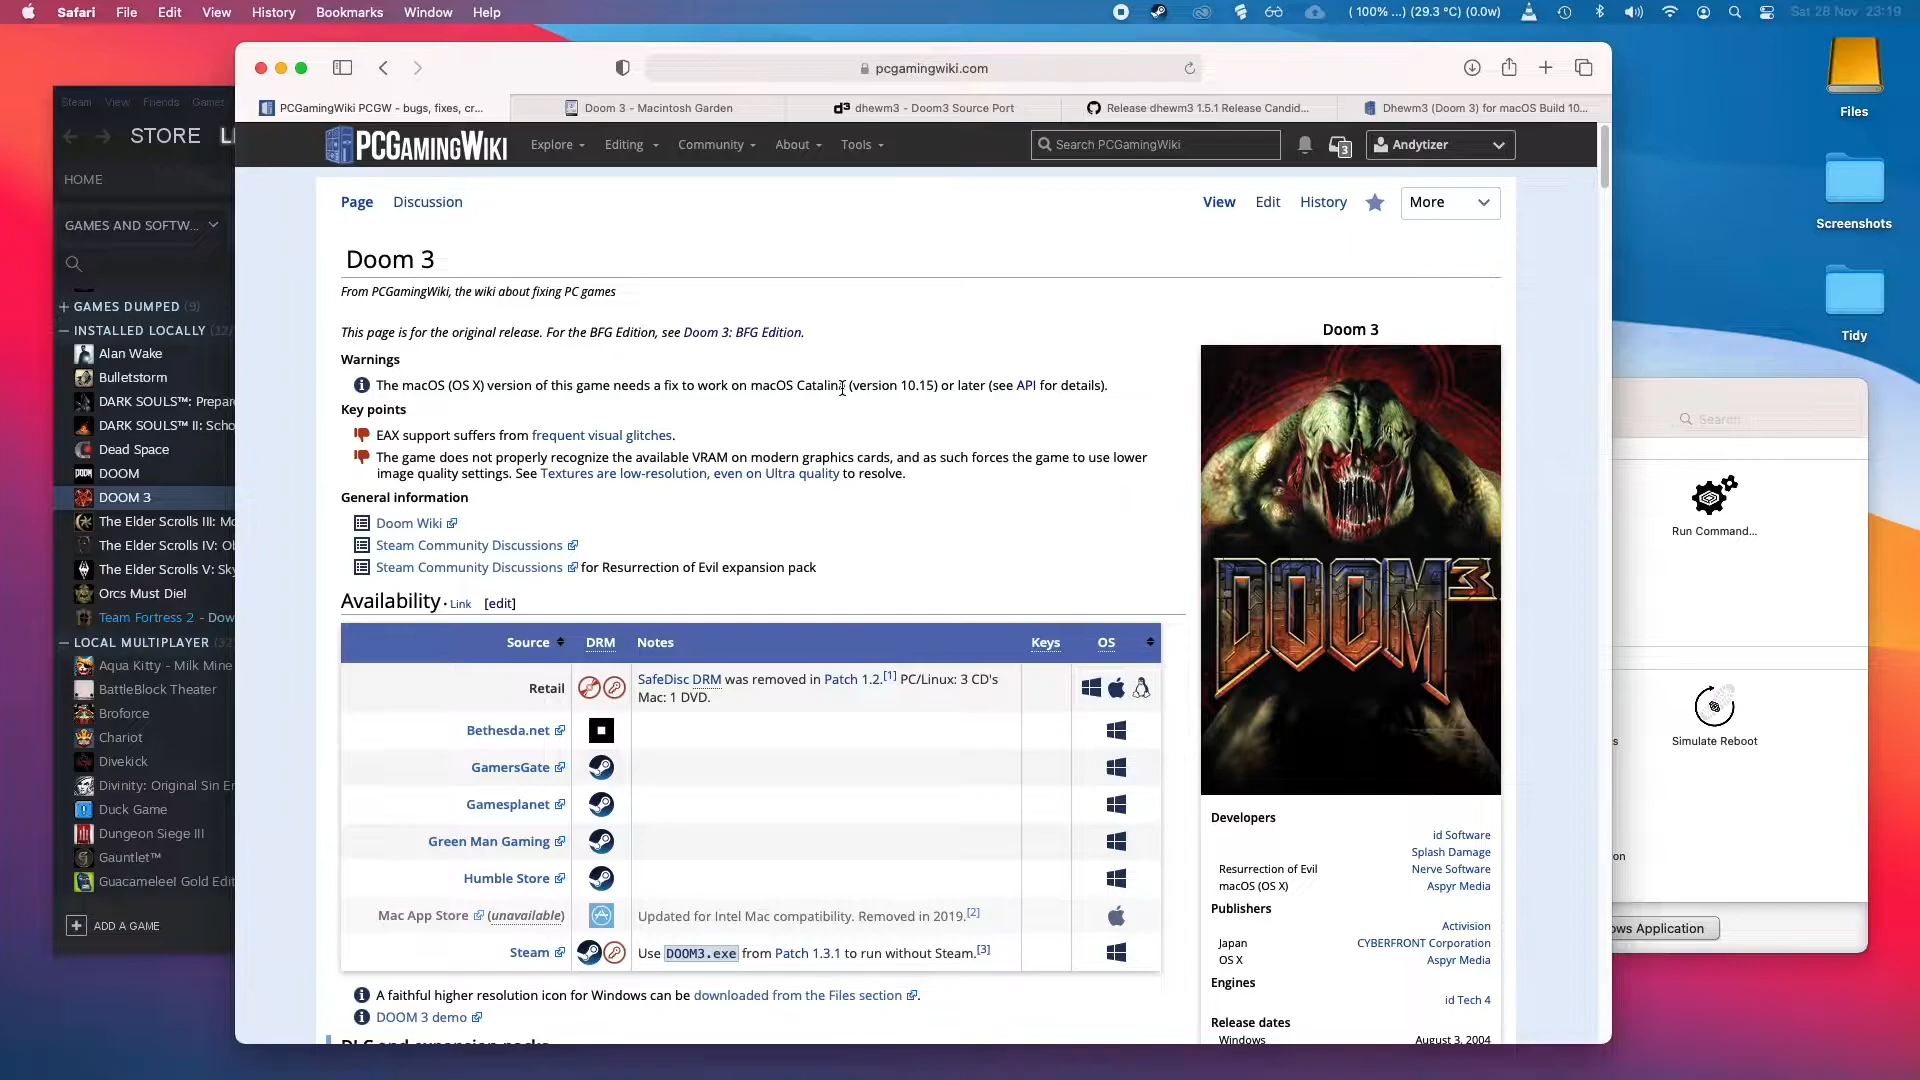 Safari File Edit View History Bookmarks Window Help
( 100% ...) (29.3 °C) (0.0w)
Sat 28 Nov 23:19
pcgamingwiki.com
PCGamingWiki PCGW - bugs, fixes, cr...
Doom 3 - Macintosh Garden
dhewm3 - Doom3 Source Port
Release dhewm3 1.5.1 Release Candid...
Dhewm3 (Doom 3) for macOS Build 10...
Steam View Friends Games
STORE
HOME
GAMES AND SOFTW...
GAMES DUMPED (9)
INSTALLED LOCALLY
Alan Wake
Bulletstorm
DARK SOULS™: Prepar
DARK SOULS™ II: Scho
Dead Space
DOOM
DOOM 3
The Elder Scrolls III: Mo
The Elder Scrolls IV: Ob
The Elder Scrolls V: Sky
Orcs Must Die!
Team Fortress 2 - Dow
LOCAL MULTIPLAYER
Aqua Kitty - Milk Mine
BattleBlock Theater
Broforce
Chariot
Divekick
Divinity: Original Sin En
Duck Game
Dungeon Siege III
Gauntlet™
Guacamelee! Gold Edit
ADD A GAME
PCGAMINGWIKI
Explore Editing Community About Tools
Search PCGamingWiki
3
Andytizer
Page Discussion
View Edit History More
Doom 3
From PCGamingWiki, the wiki about fixing PC games
This page is for the original release. For the BFG Edition, see Doom 3: BFG Edition.
Warnings
The macOS (OS X) version of this game needs a fix to work on macOS Catalina (version 10.15) or later (see API for details).
Key points
EAX support suffers from frequent visual glitches.
The game does not properly recognize the available VRAM on modern graphics cards, and as such forces the game to use lower
image quality settings. See Textures are low-resolution, even on Ultra quality to resolve.
General information
Doom Wiki
Steam Community Discussions
Steam Community Discussions for Resurrection of Evil expansion pack
Availability · Link [edit]
Source DRM Notes Keys OS
Retail SafeDisc DRM was removed in Patch 1.2.[1] PC/Linux: 3 CD's
Mac: 1 DVD.
Bethesda.net
GamersGate
Gamesplanet
Green Man Gaming
Humble Store
Mac App Store (unavailable) Updated for Intel Mac compatibility. Removed in 2019.[2]
Steam Use DOOM3.exe from Patch 1.3.1 to run without Steam.[3]
A faithful higher resolution icon for Windows can be downloaded from the Files section.
DOOM 3 demo
DLC and expansion packs
Doom 3
DOOM 3
Developers
id Software
Splash Damage
Resurrection of Evil Nerve Software
macOS (OS X) Aspyr Media
Publishers
Activision
Japan CYBERFRONT Corporation
OS X Aspyr Media
Engines
id Tech 4
Release dates
Windows August 3, 2004
Files
Screenshots
Tidy
Search
Run Command...
Simulate Reboot
ows Application